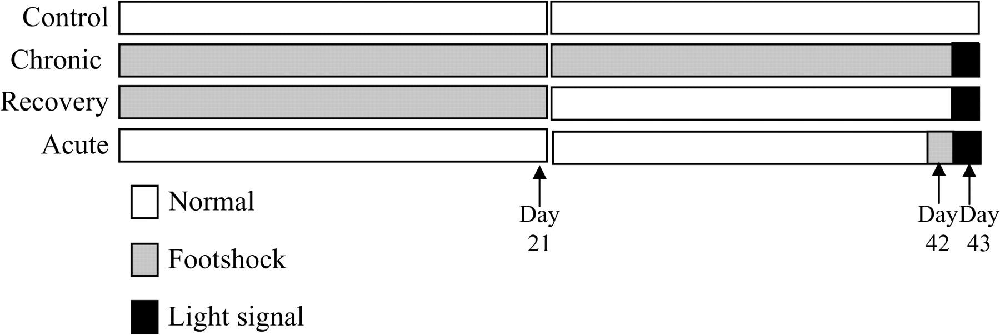 Control
Chronic
Recovery
Acute
Normal
Footshock
Light signal
Day
21
Day
42
Day
43